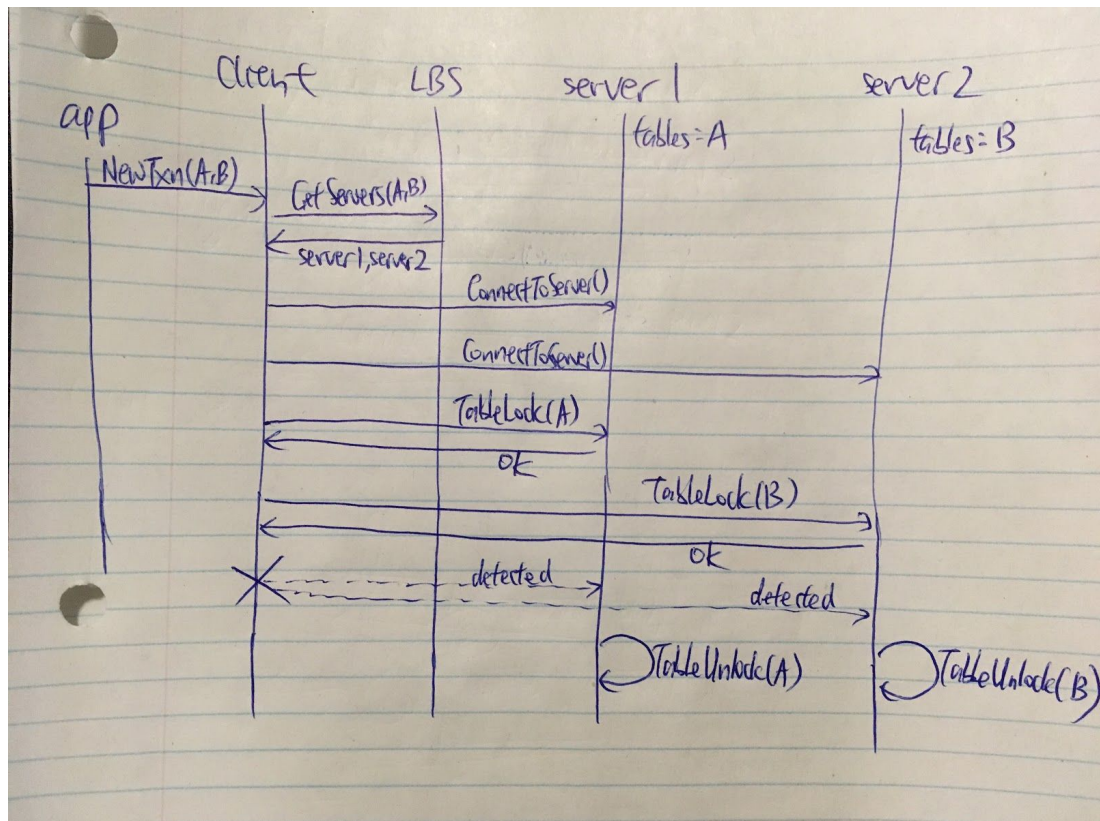 Client LBS server 1 server 2
app
tables=A
tables=B
NewTxn(A,B)
GetServers(A,B)
server1,server2
ConnectToServer()
ConnectToServer()
TableLock(A)
ok
TableLock(B)
ok
detected
detected
TableUnlock(A)
TableUnlock(B)